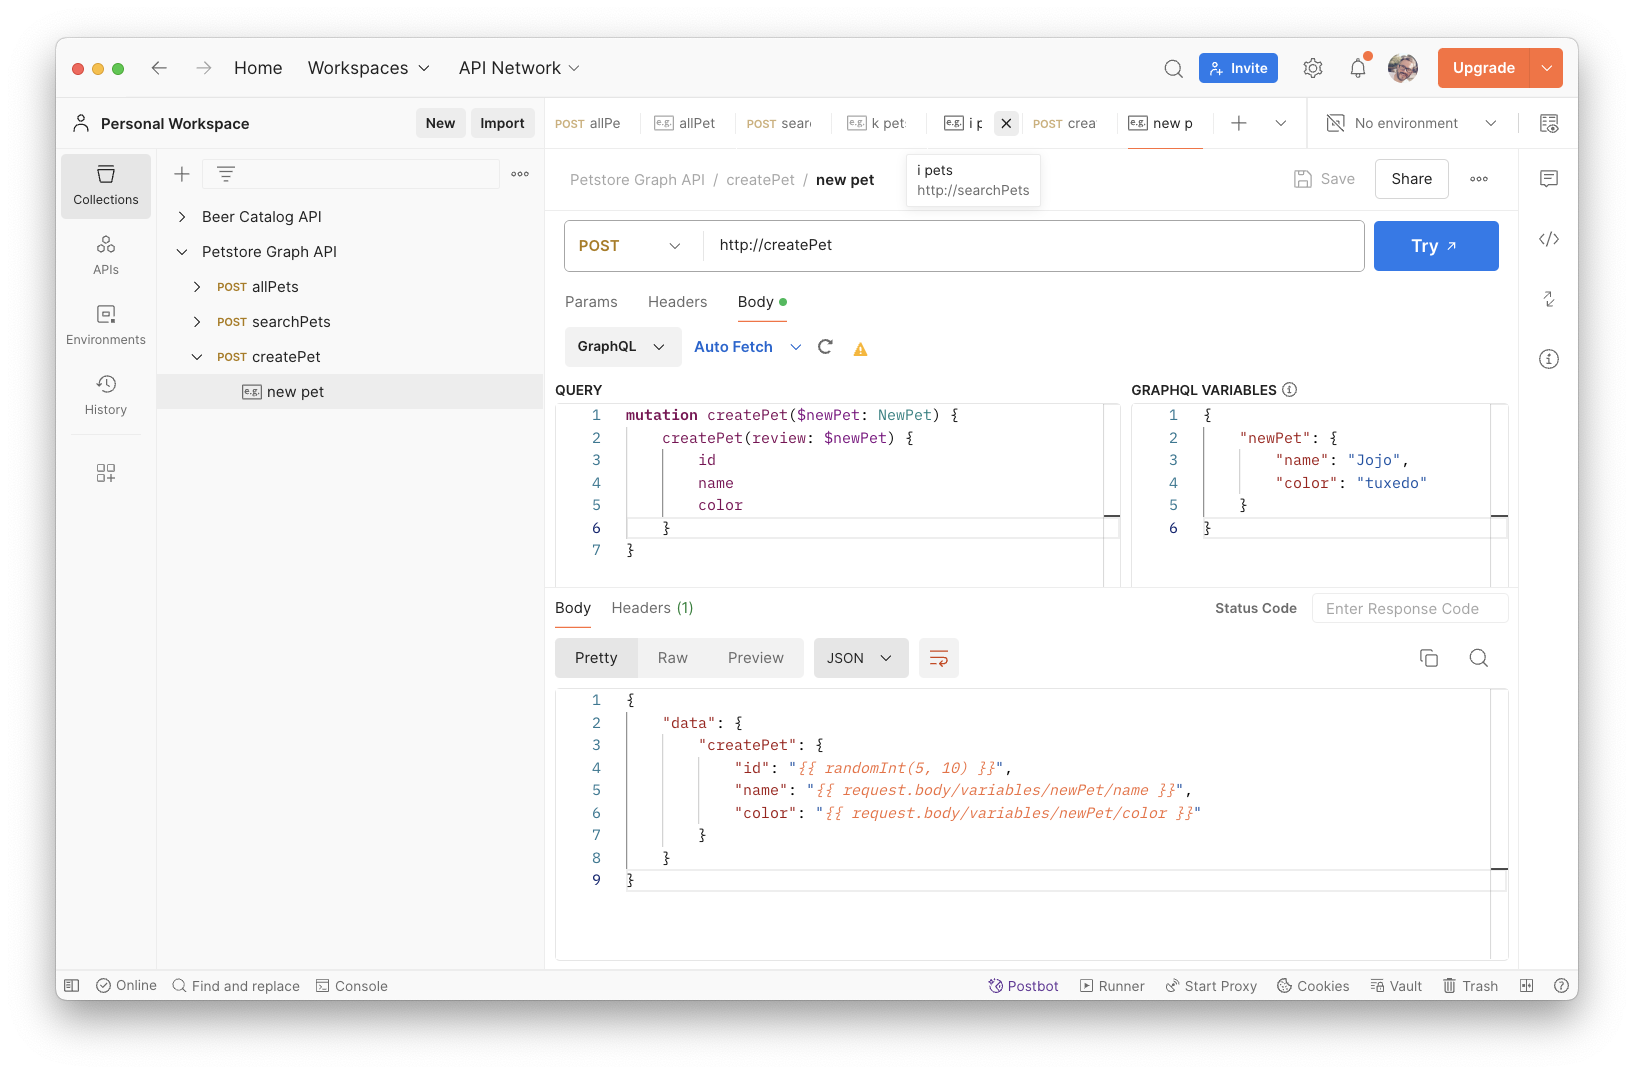 Home Workspaces API Network Invite Upgrade
Personal Workspace New Import
POST allPe e.g. allPet POST sear e.g. k pet e.g. i p POST crea e.g. new p No environment
Collections
APIs
Environments
History
Beer Catalog API
Petstore Graph API
POST allPets
POST searchPets
POST createPet
e.g. new pet
Petstore Graph API / createPet / new pet
i pets
http://searchPets
Save Share
POST http://createPet Try
Params Headers Body
GraphQL Auto Fetch
QUERY
1 mutation createPet($newPet: NewPet) {
2 createPet(review: $newPet) {
3 id
4 name
5 color
6 }
7 }
GRAPHQL VARIABLES
1 {
2 "newPet": {
3 "name": "Jojo",
4 "color": "tuxedo"
5 }
6 }
Body Headers (1) Status Code Enter Response Code
Pretty Raw Preview JSON
1 {
2 "data": {
3 "createPet": {
4 "id": "{{ randomInt(5, 10) }}",
5 "name": "{{ request.body/variables/newPet/name }}",
6 "color": "{{ request.body/variables/newPet/color }}"
7 }
8 }
9 }
Online Find and replace Console Postbot Runner Start Proxy Cookies Vault Trash